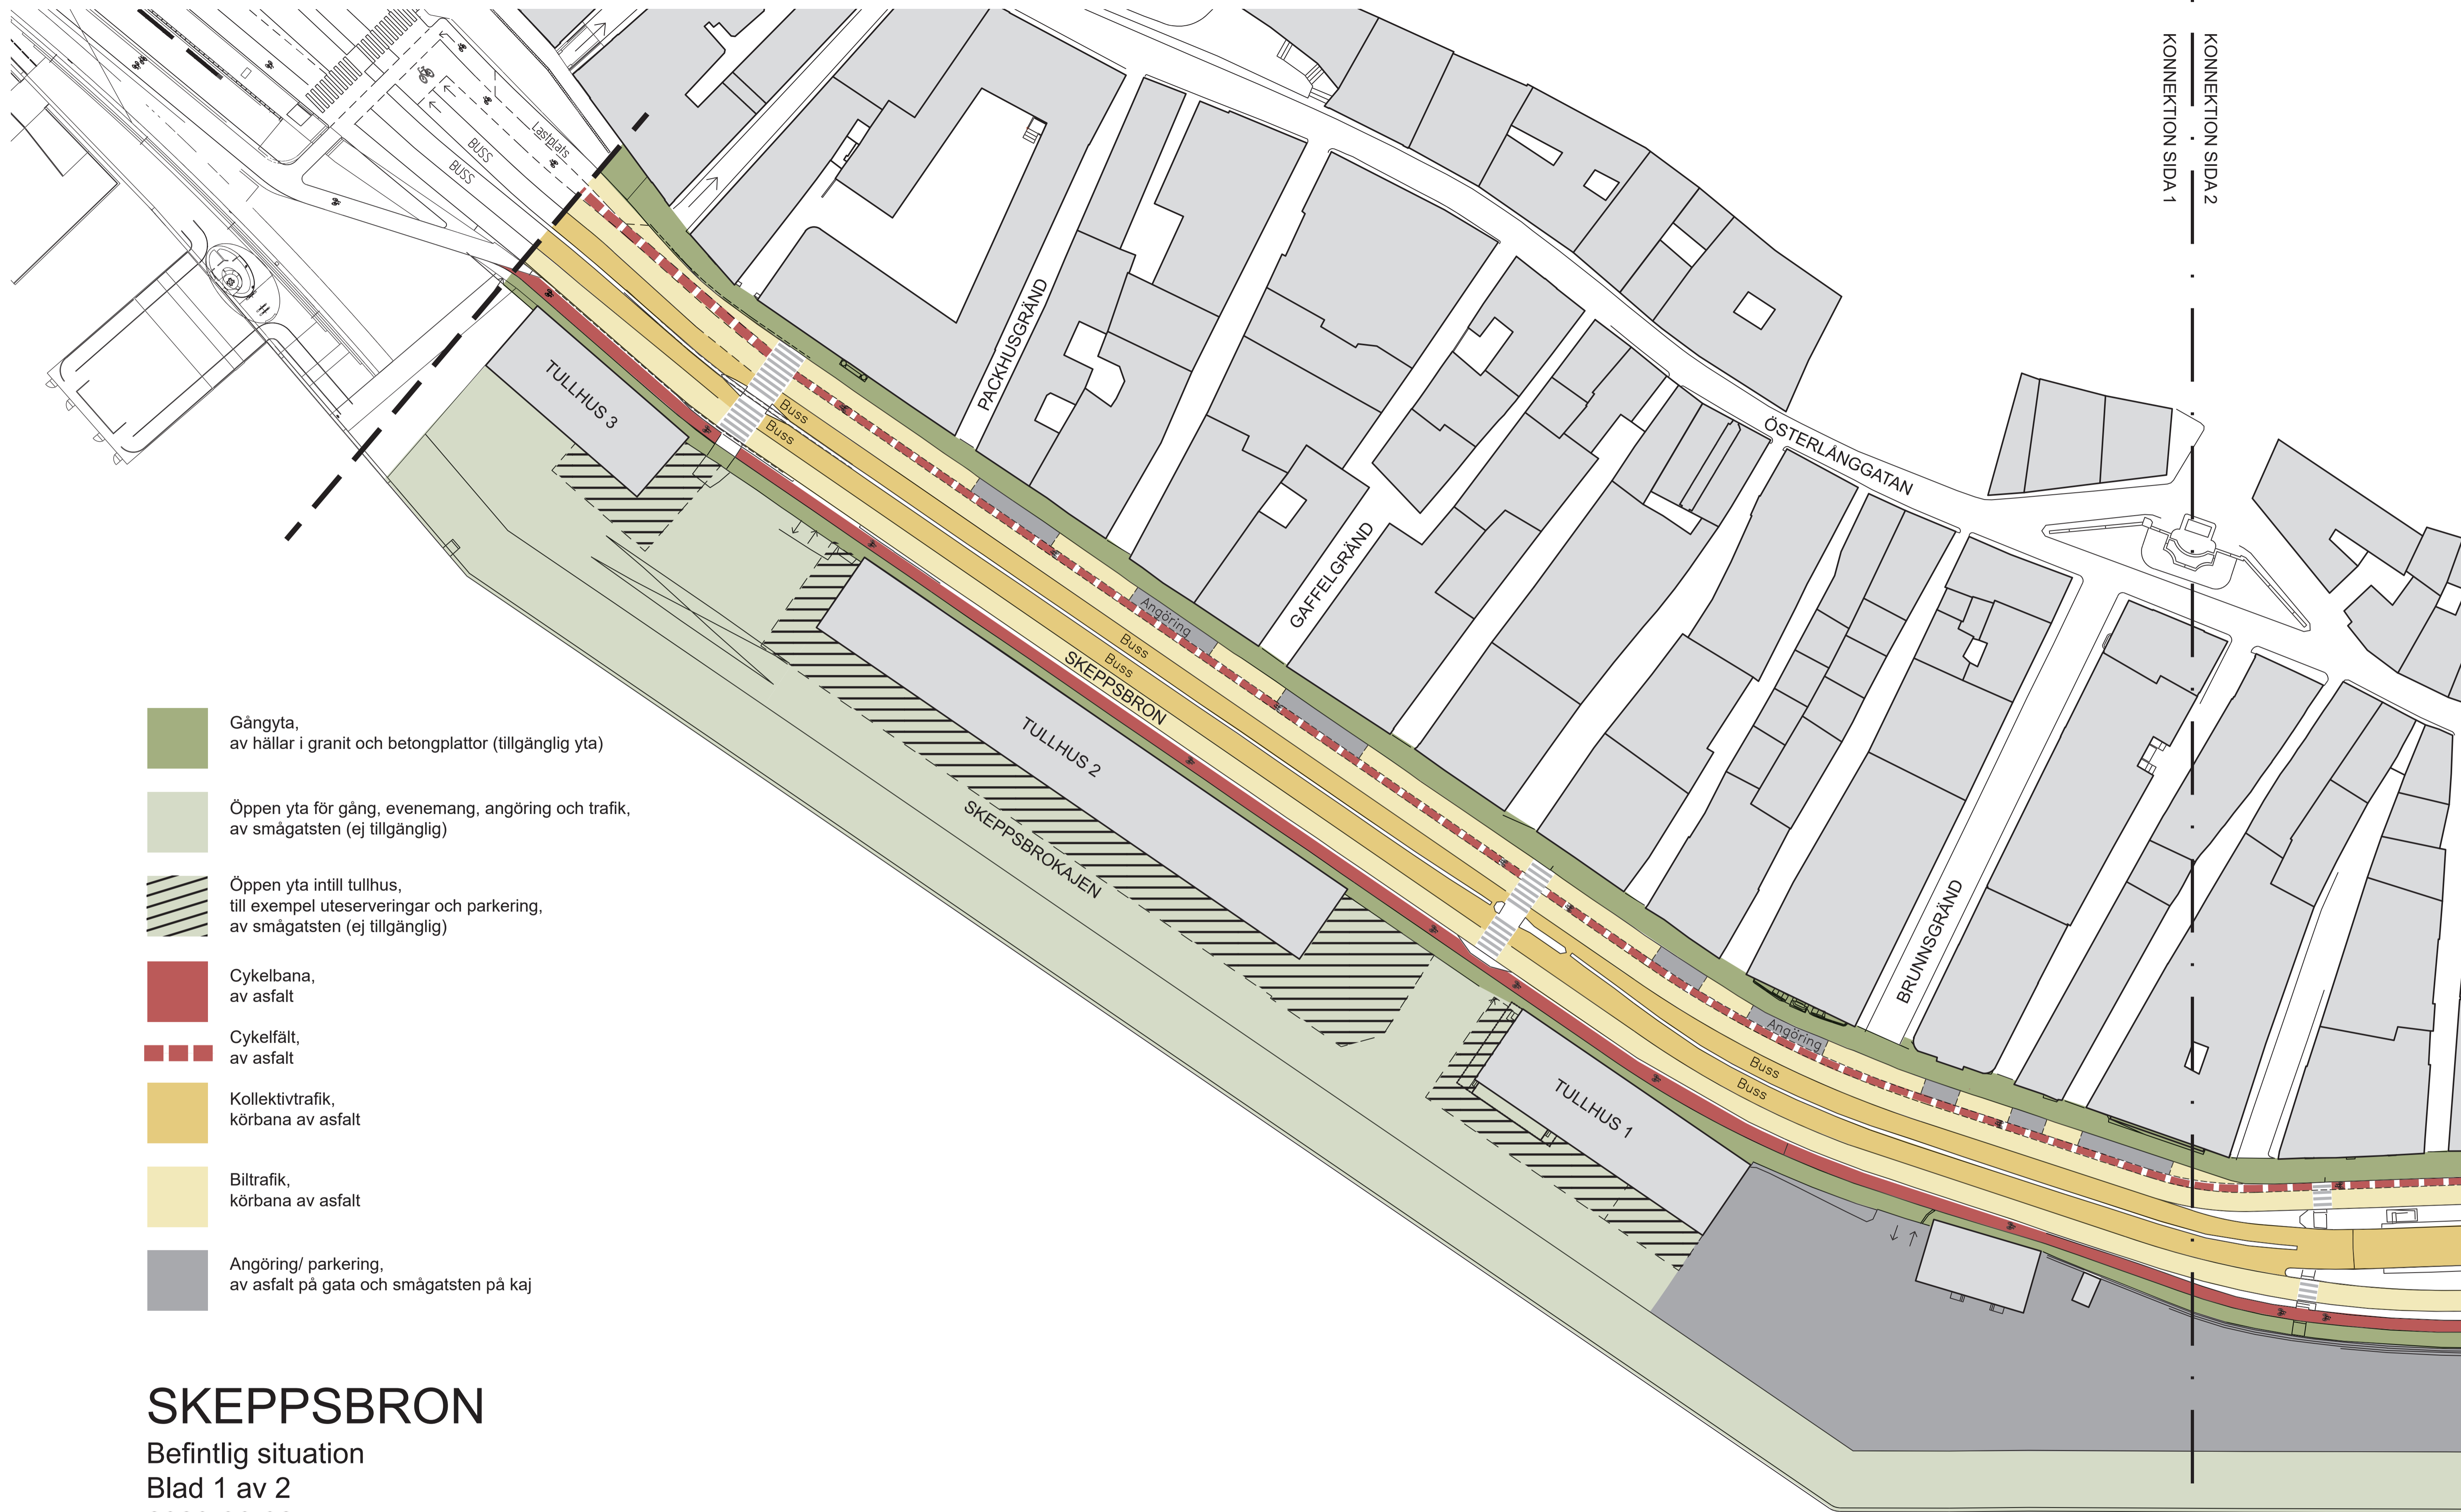 KONNEKTION SIDA 1
KONNEKTION SIDA 2
Lastplats
BUSS
BUSS
PACKHUSGRÄND
TULLHUS 3
Buss
Buss
ÖSTERLÅNGGATAN
GAFFELGRÄND
Angöring
Buss
Buss
SKEPPSBRON
TULLHUS 2
SKEPPSBROKAJEN
BRUNNSGRÄND
Angöring
Buss
Buss
TULLHUS 1
Gångyta,
av hällar i granit och betongplattor (tillgänglig yta)
Öppen yta för gång, evenemang, angöring och trafik,
av smågatsten (ej tillgänglig)
Öppen yta intill tullhus,
till exempel uteserveringar och parkering,
av smågatsten (ej tillgänglig)
Cykelbana,
av asfalt
Cykelfält,
av asfalt
Kollektivtrafik,
körbana av asfalt
Biltrafik,
körbana av asfalt
Angöring/ parkering,
av asfalt på gata och smågatsten på kaj
SKEPPSBRON
Befintlig situation
Blad 1 av 2